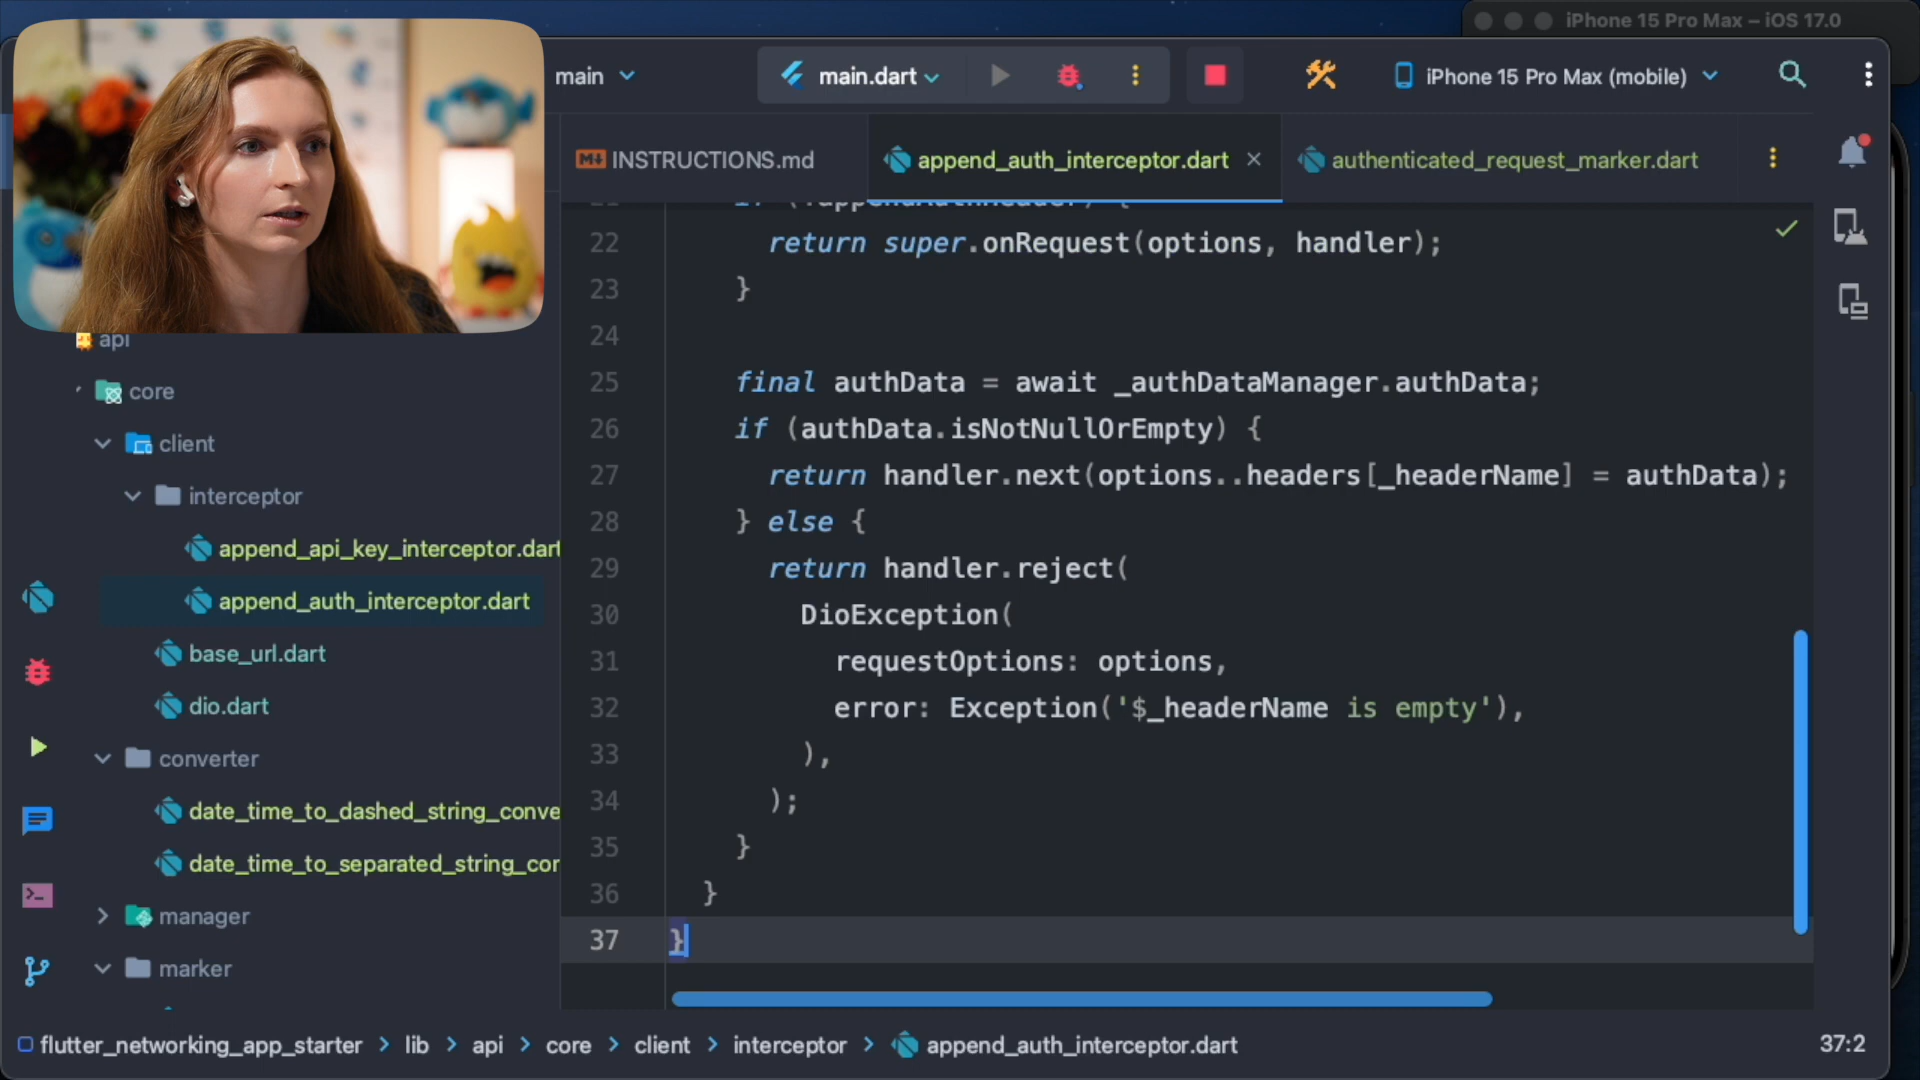 iPhone 15 Pro Max – iOS 17.0
main
main.dart
iPhone 15 Pro Max (mobile)
INSTRUCTIONS.md
append_auth_interceptor.dart
authenticated_request_marker.dart
22 return super.onRequest(options, handler);
23 }
24
25 final authData = await _authDataManager.authData;
26 if (authData.isNotNullOrEmpty) {
27 return handler.next(options..headers[_headerName] = authData);
28 } else {
29 return handler.reject(
30 DioException(
31 requestOptions: options,
32 error: Exception('$_headerName is empty'),
33 ),
34 );
35 }
36 }
37 }
api
core
client
interceptor
append_api_key_interceptor.dart
append_auth_interceptor.dart
base_url.dart
dio.dart
converter
date_time_to_dashed_string_conve
date_time_to_separated_string_cor
manager
marker
flutter_networking_app_starter > lib > api > core > client > interceptor > append_auth_interceptor.dart
37:2